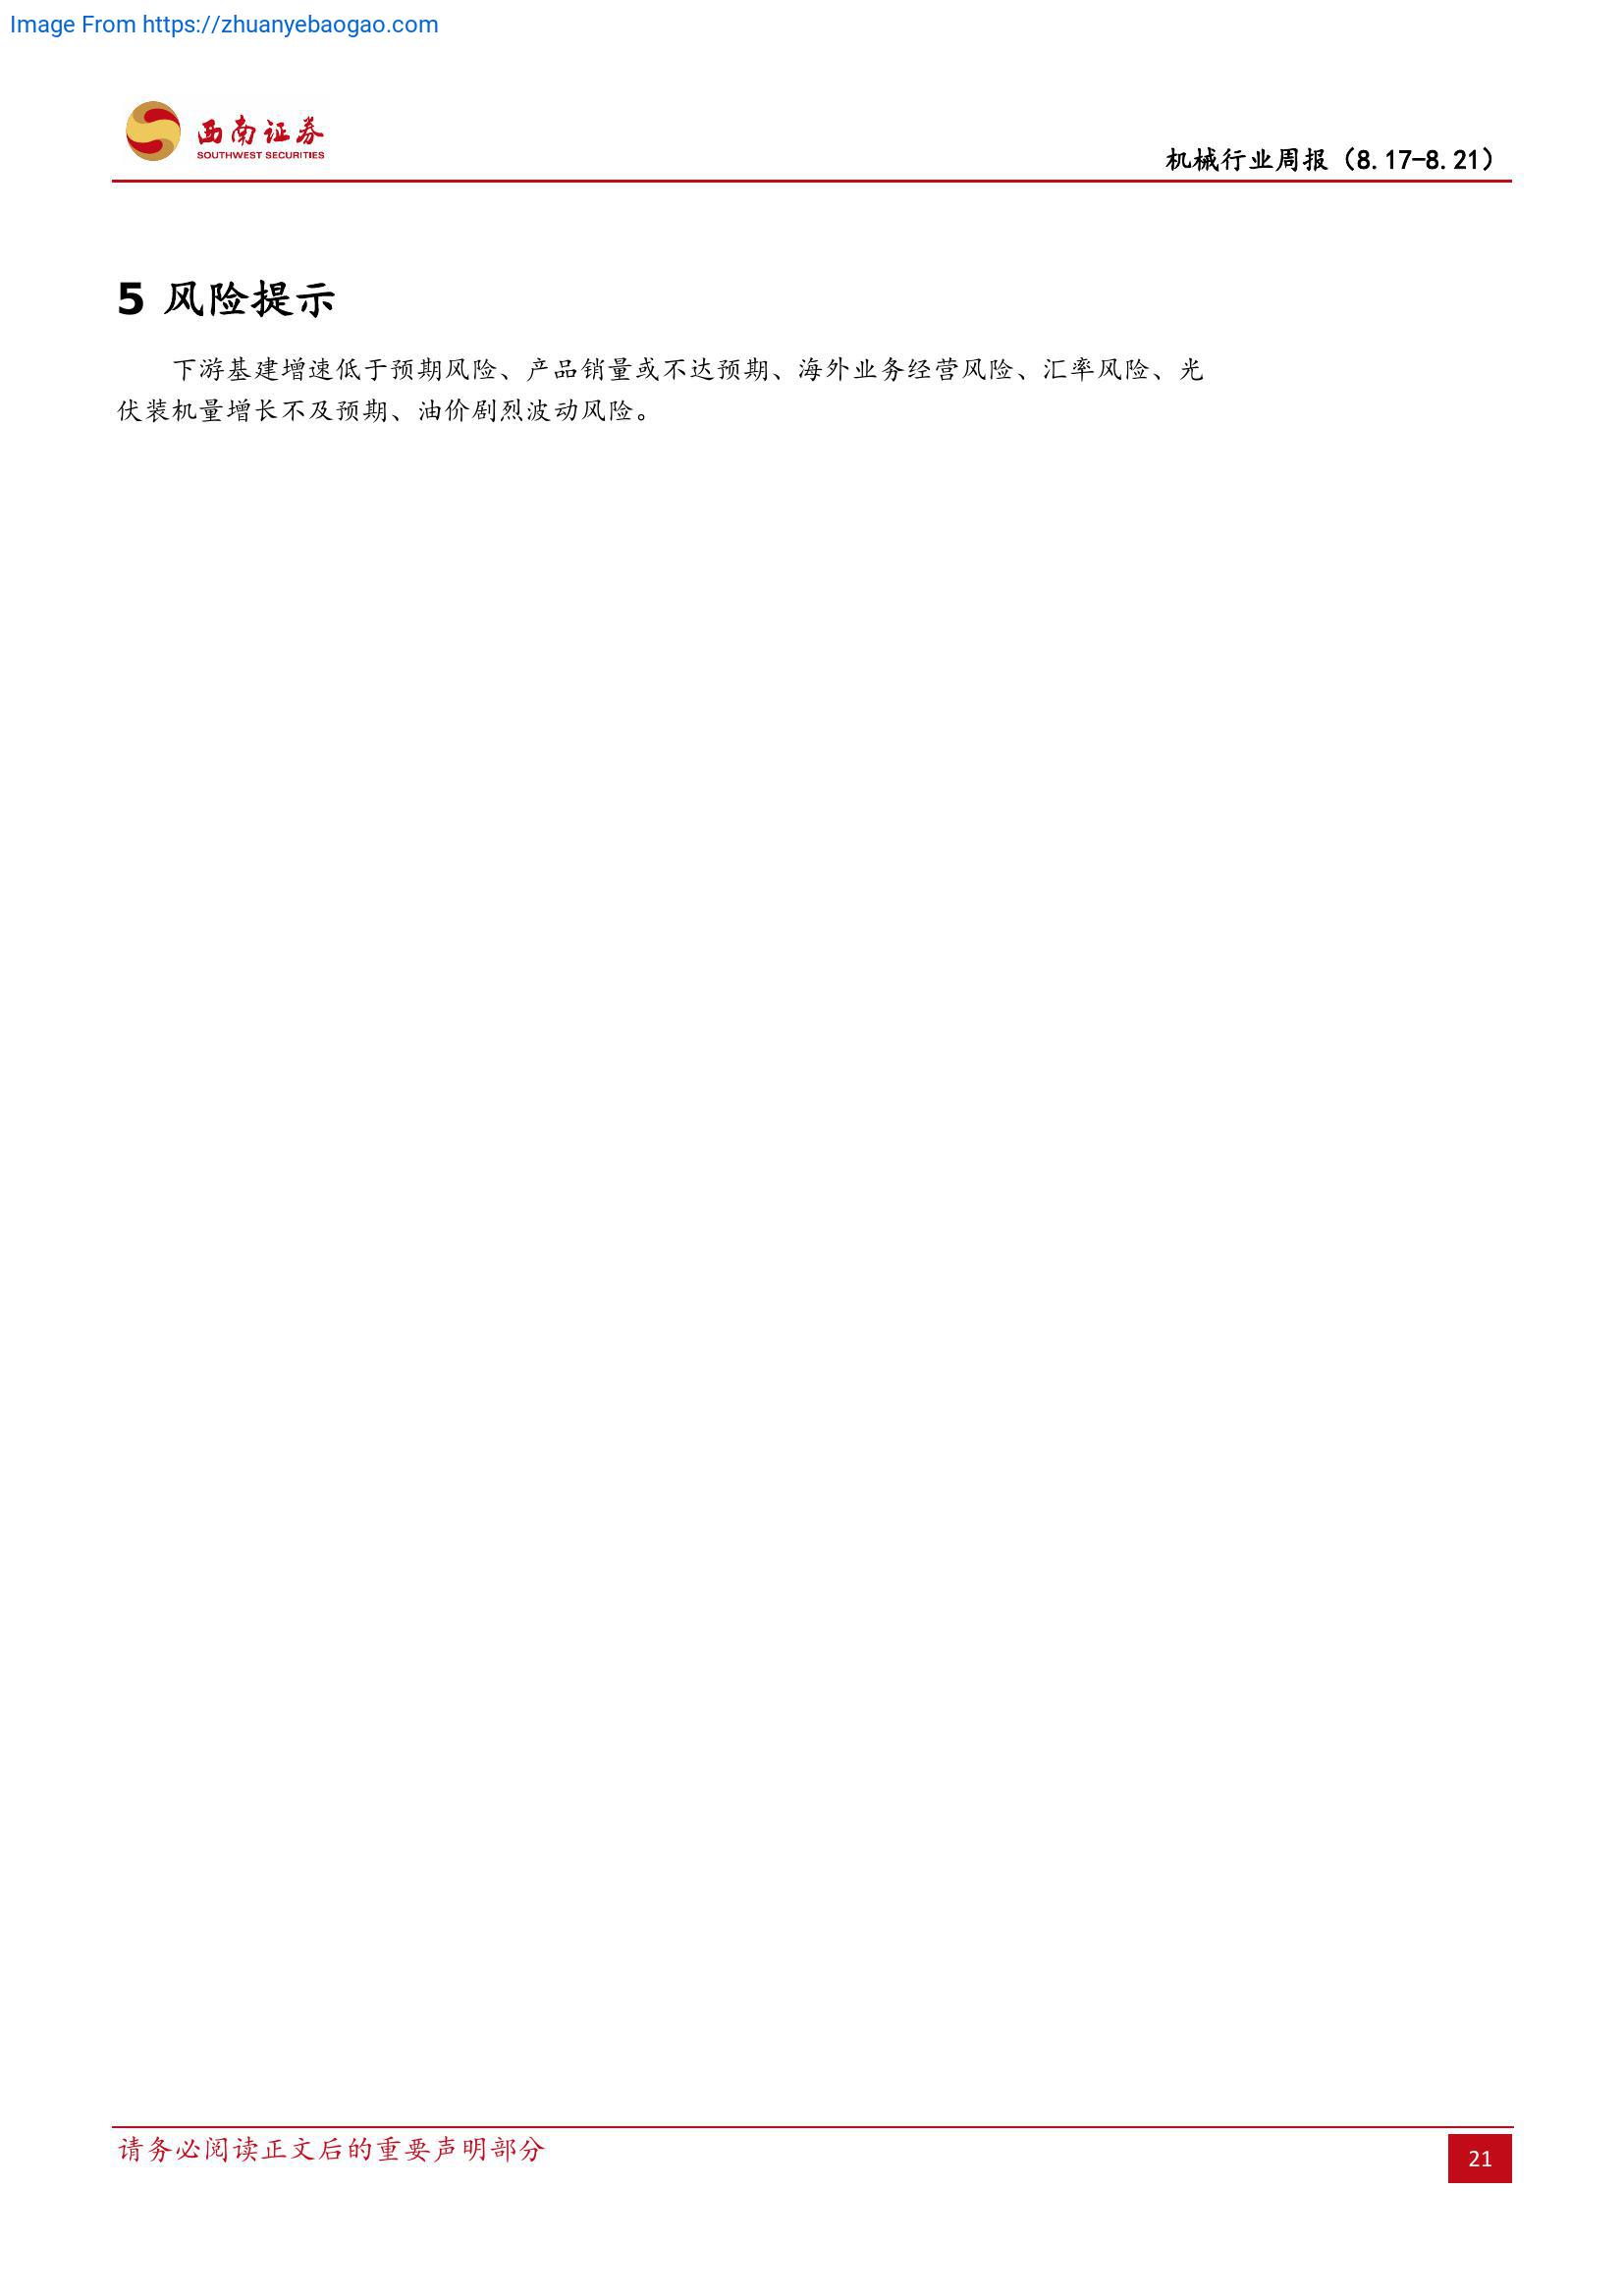 Image From https://zhuanyebaogao.com
西南证券
SOUTHWEST SECURITIES
机械行业周报（8.17-8.21）
5 风险提示
下游基建增速低于预期风险、产品销量或不达预期、海外业务经营风险、汇率风险、光
伏装机量增长不及预期、油价剧烈波动风险。
请务必阅读正文后的重要声明部分
21